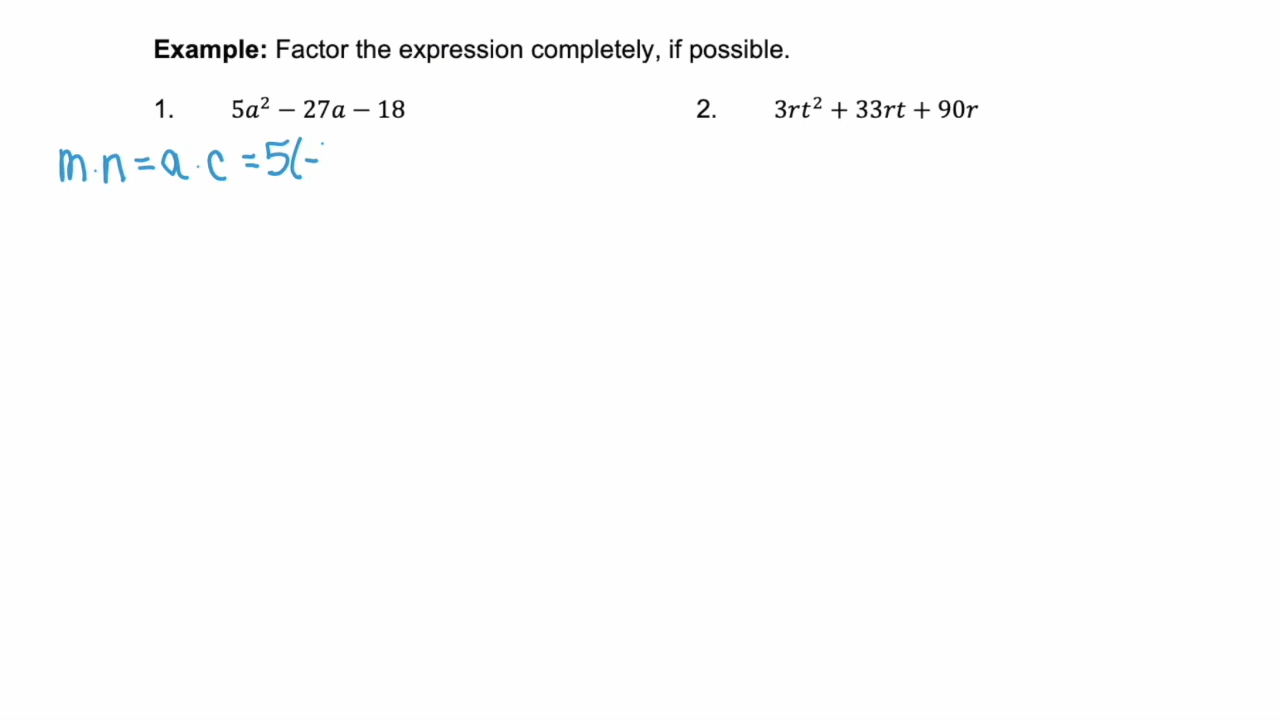 Example: Factor the expression completely, if possible.
1. 5a² − 27a − 18
2. 3rt² + 33rt + 90r
m·n = a·c = 5(-